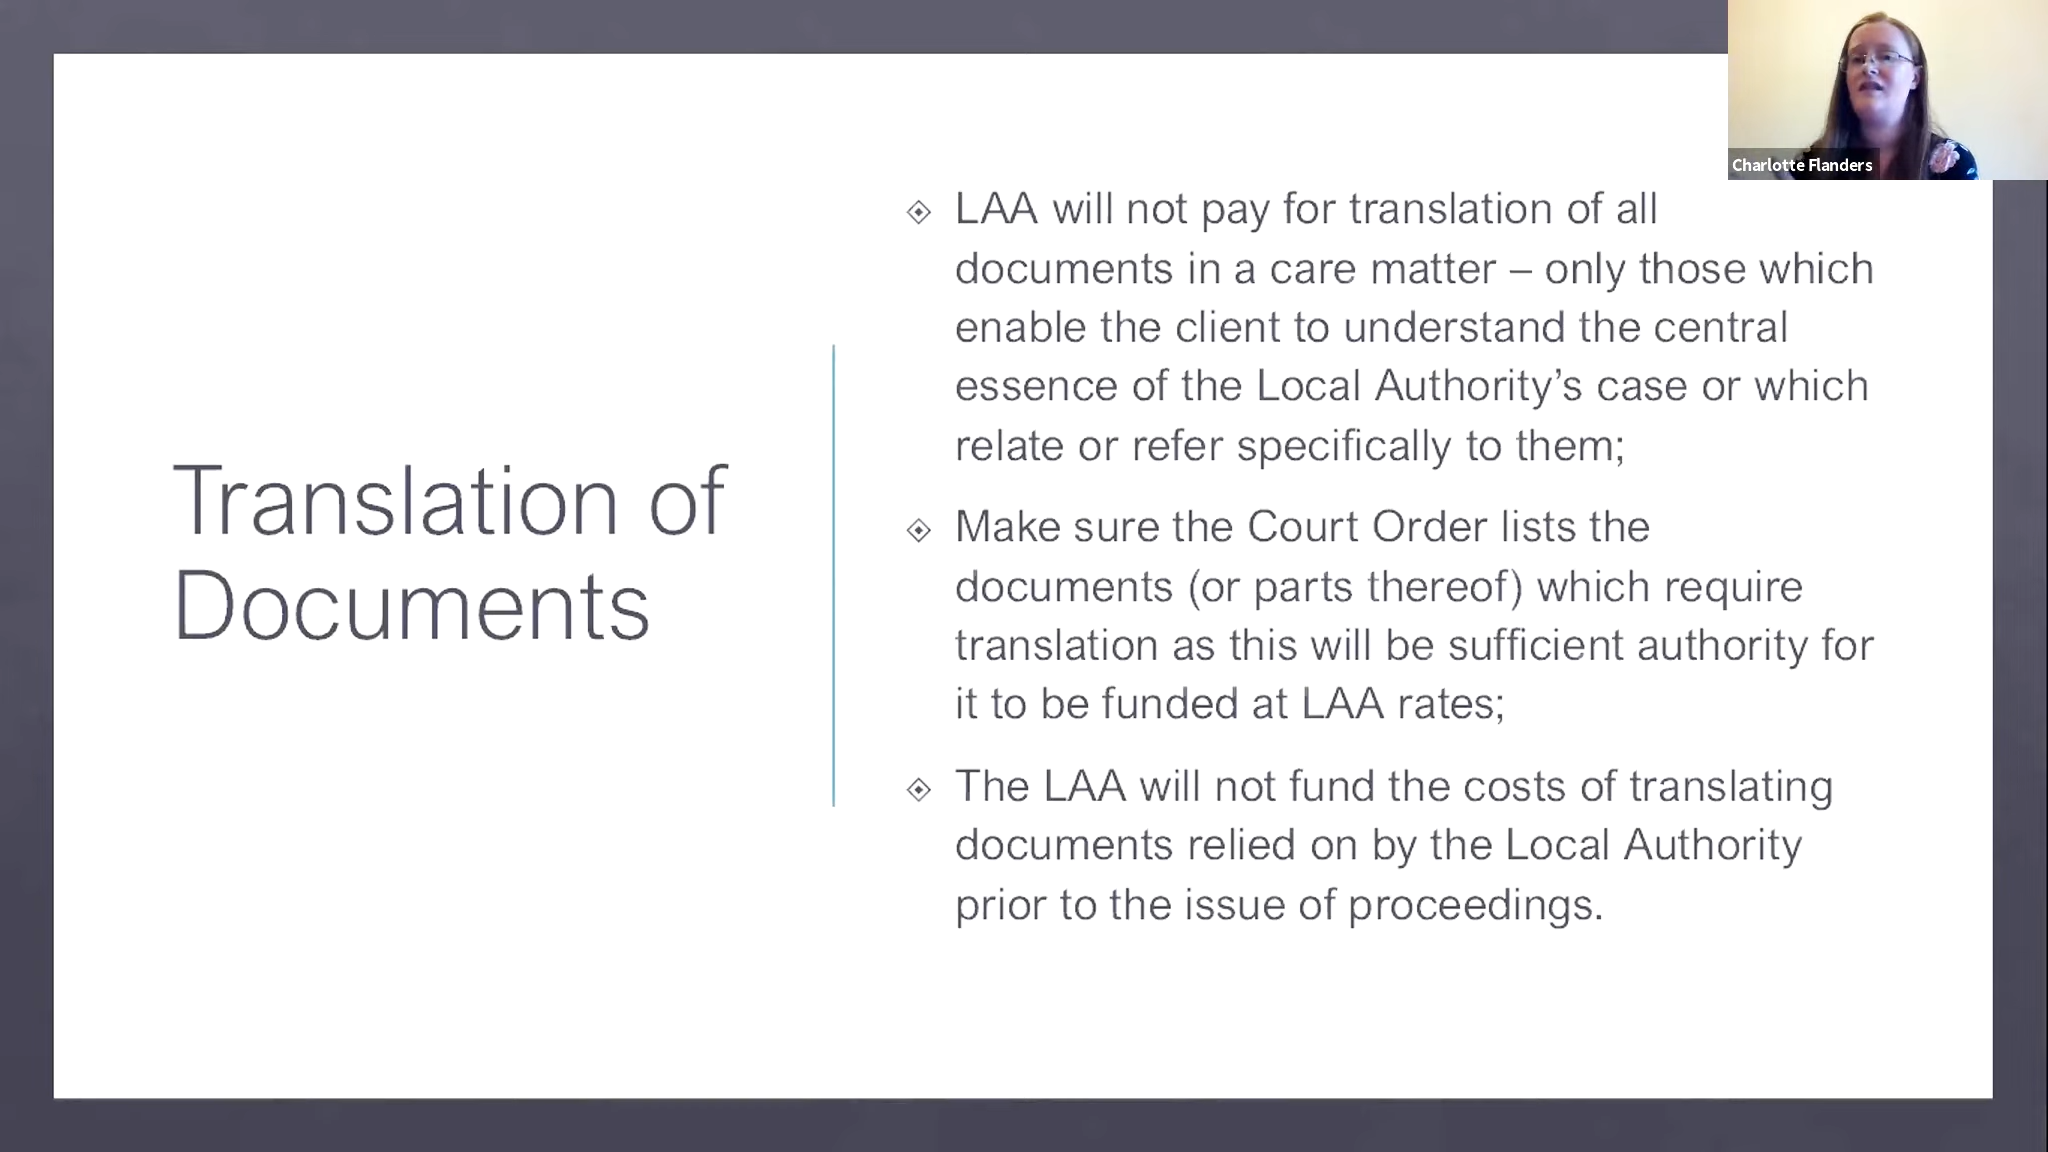 Charlotte Flanders
Translation of
Documents
LAA will not pay for translation of all
documents in a care matter – only those which
enable the client to understand the central
essence of the Local Authority’s case or which
relate or refer specifically to them;
Make sure the Court Order lists the
documents (or parts thereof) which require
translation as this will be sufficient authority for
it to be funded at LAA rates;
The LAA will not fund the costs of translating
documents relied on by the Local Authority
prior to the issue of proceedings.